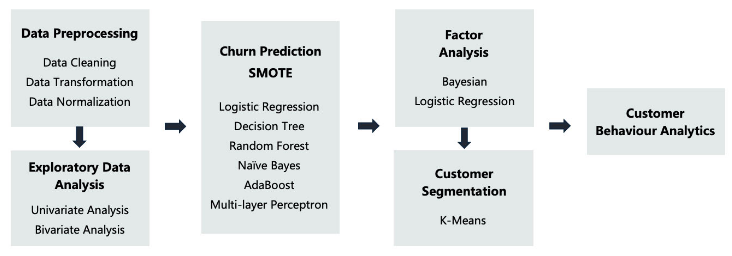 Data Preprocessing
Data Cleaning
Data Transformation
Data Normalization
Exploratory Data
Analysis
Univariate Analysis
Bivariate Analysis
Churn Prediction
SMOTE
Logistic Regression
Decision Tree
Random Forest
Naïve Bayes
AdaBoost
Multi-layer Perceptron
Factor
Analysis
Bayesian
Logistic Regression
Customer
Segmentation
K-Means
Customer
Behaviour Analytics